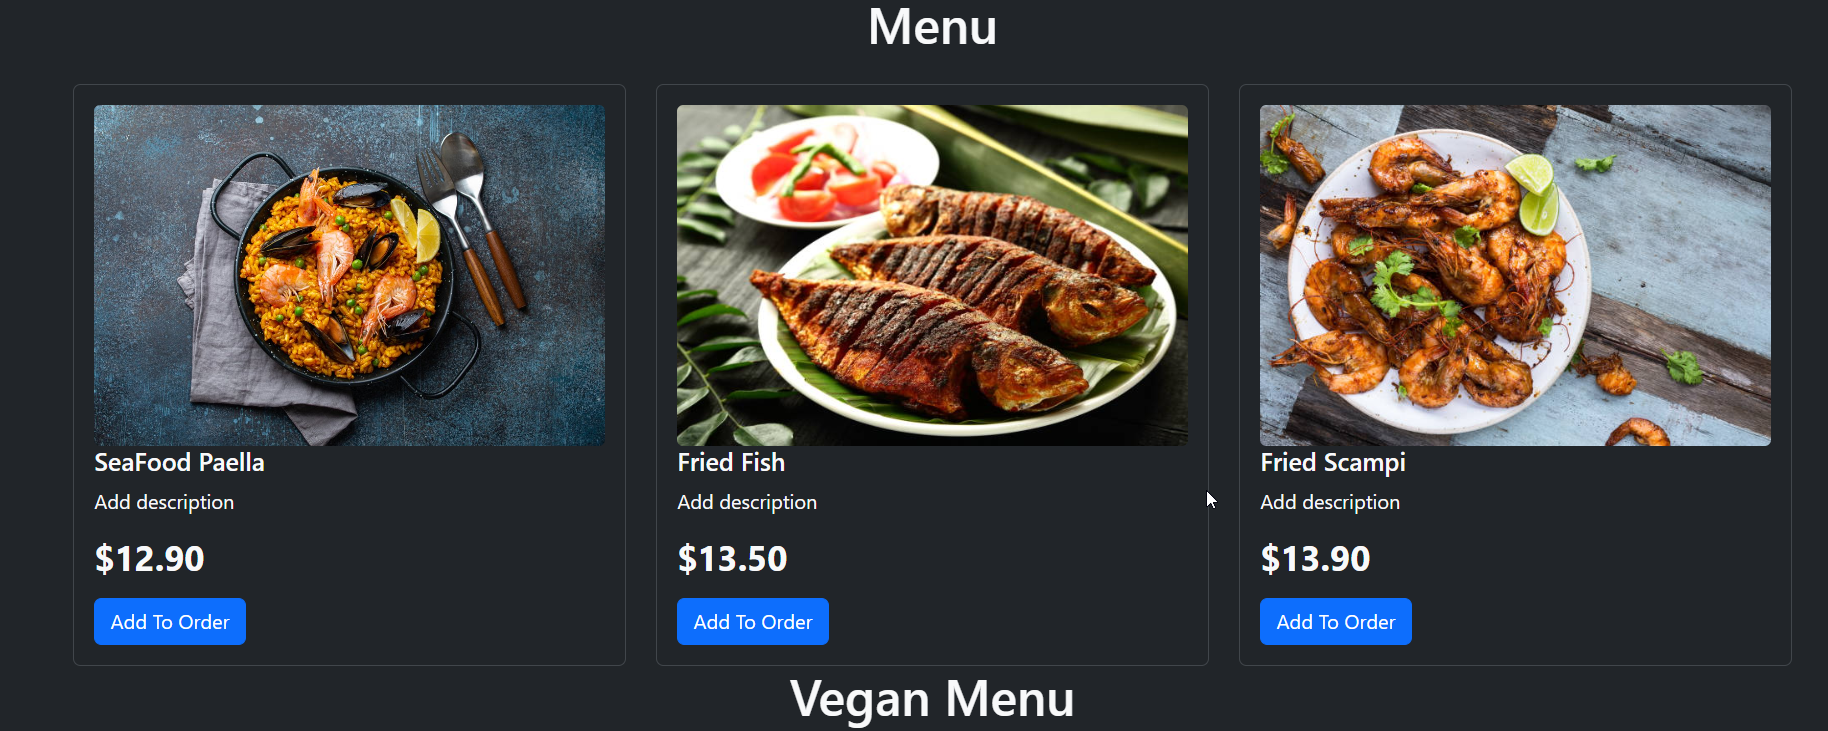 Menu
SeaFood Paella
Add description
$12.90
Add To Order
Fried Fish
Add description
$13.50
Add To Order
Fried Scampi
Add description
$13.90
Add To Order
Vegan Menu